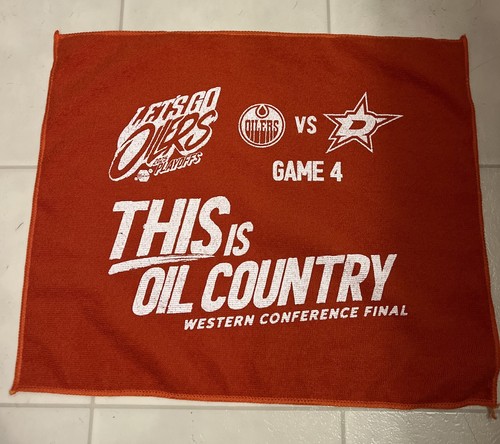 LET'S GO
OILERS
PLAYOFFS
OILERS
VS
D
GAME 4
THIS IS
OIL COUNTRY
WESTERN CONFERENCE FINAL